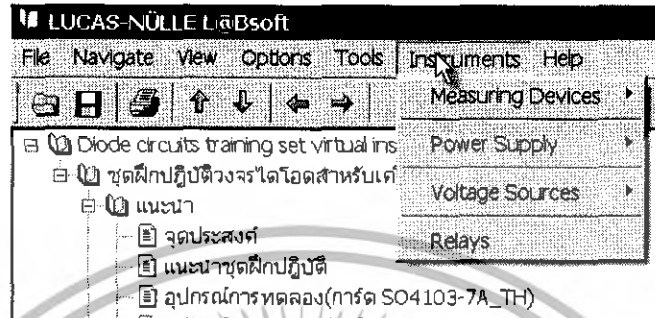 LUCAS-NÜLLE L@Bsoft
File Navigate View Options Tools Instruments Help
Measuring Devices
Power Supply
Voltage Sources
Relays
Diode circuits training set virtual ins
ชุดฝึกปฏิบัติวงจรไดโอดสำหรับเค
แนะนำ
จุดประสงค์
แนะนำชุดฝึกปฏิบัติ
อุปกรณ์การทดลอง(การ์ด SO4103-7A_TH)